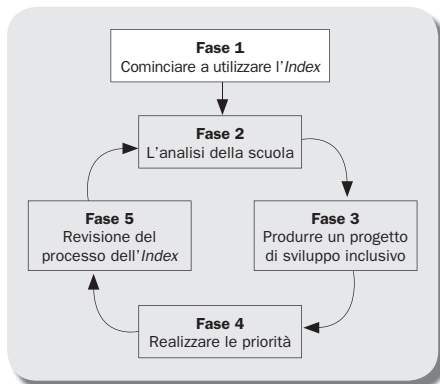 Fase 1
Cominciare a utilizzare l'Index
Fase 2
L'analisi della scuola
Fase 5
Revisione del
processo dell'Index
Fase 3
Produrre un progetto
di sviluppo inclusivo
Fase 4
Realizzare le priorità